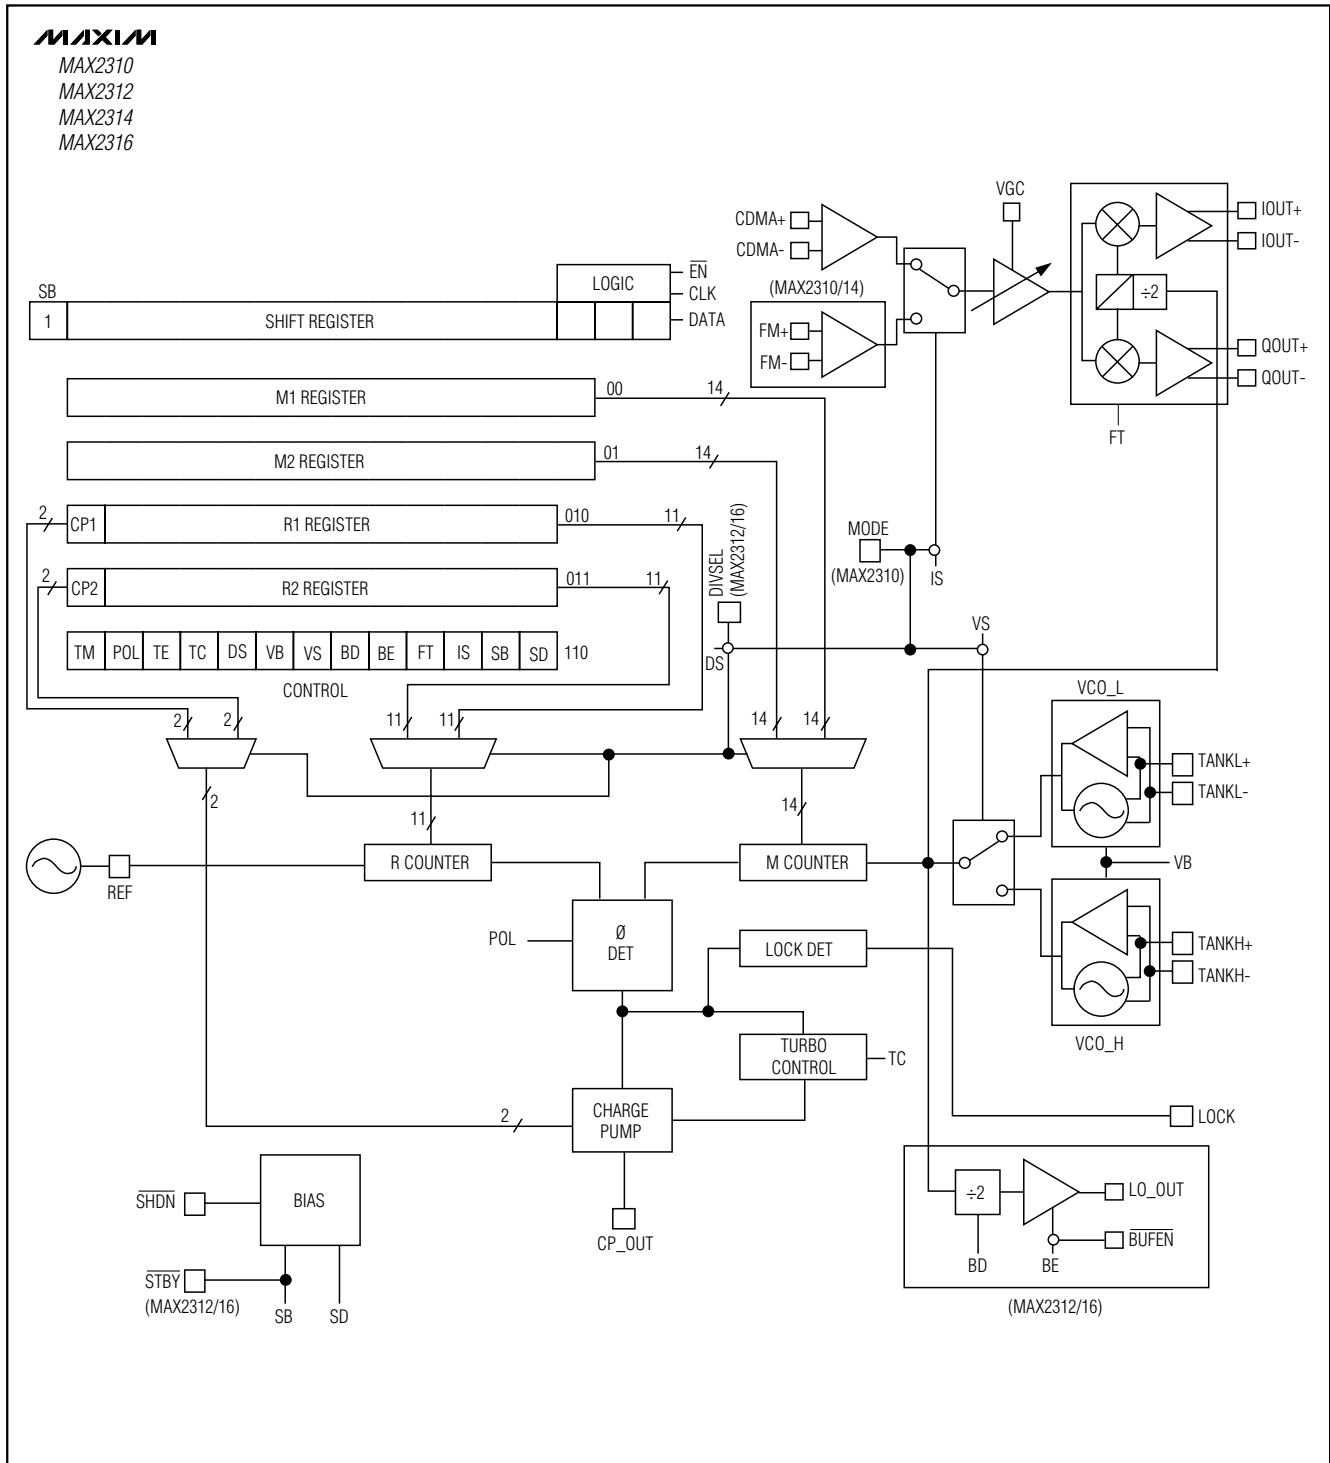 MAXIM
MAX2310
MAX2312
MAX2314
MAX2316
VGC
CDMA+
CDMA-
IOUT+
IOUT-
(MAX2310/14)
FM+
FM-
÷2
QOUT+
QOUT-
FT
SB
1
SHIFT REGISTER
LOGIC
EN
CLK
DATA
M1 REGISTER
00
14
M2 REGISTER
01
14
2
CP1
R1 REGISTER
010
11
2
CP2
R2 REGISTER
011
11
TM POL TE TC DS VB VS BD BE FT IS SB SD 110
CONTROL
DIVSEL
(MAX2312/16)
DS
MODE
(MAX2310)
IS
VS
2
2
11
11
14
14
2
11
14
REF
R COUNTER
M COUNTER
VCO_L
TANKL+
TANKL-
VB
POL
Ø
DET
LOCK DET
TANKH+
TANKH-
VCO_H
TURBO
CONTROL
TC
2
CHARGE
PUMP
LOCK
CP_OUT
SHDN
BIAS
STBY
(MAX2312/16)
SB
SD
÷2
LO_OUT
BUFEN
BD
BE
(MAX2312/16)